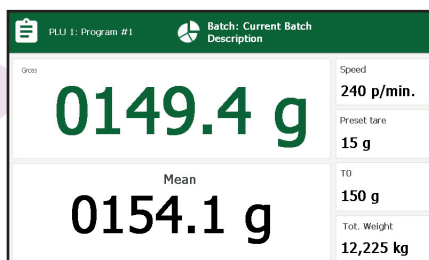 PLU 1: Program #1
Batch: Current Batch
Description
Gross
0149.4 g
Mean
0154.1 g
Speed
240 p/min.
Preset tare
15 g
T0
150 g
Tot. Weight
12,225 kg